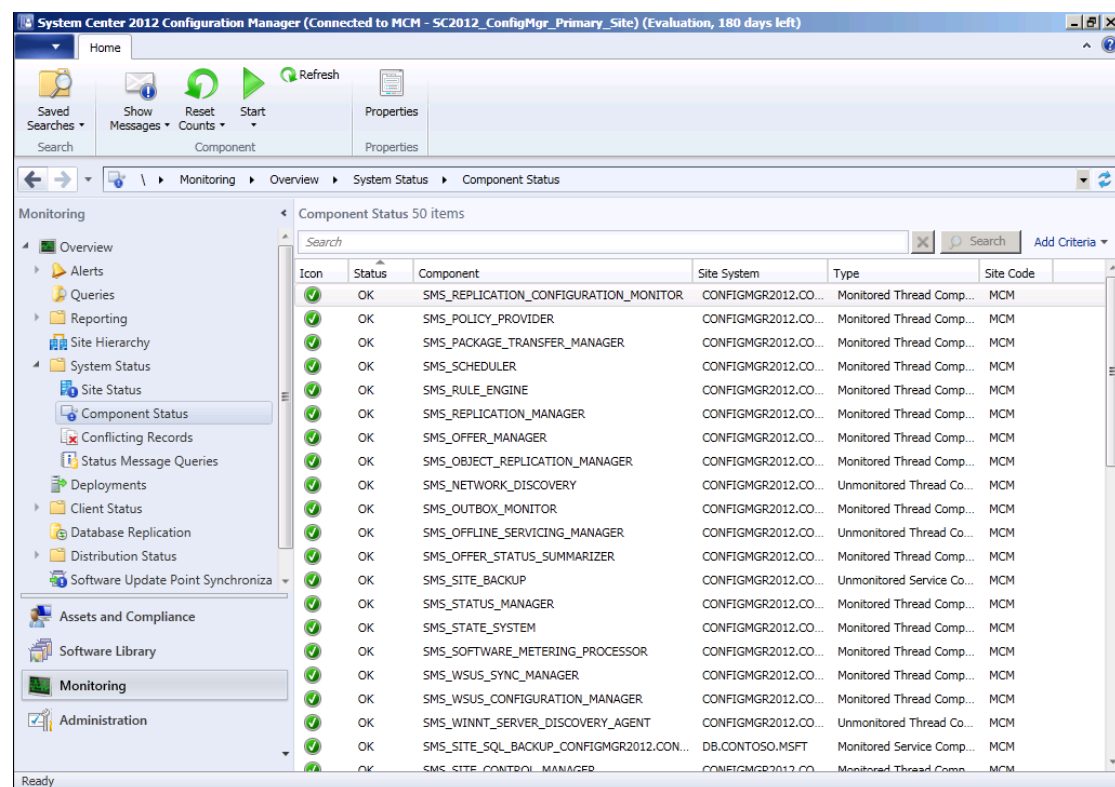 System Center 2012 Configuration Manager (Connected to MCM - SC2012_ConfigMgr_Primary_Site) (Evaluation, 180 days left)
Home
Saved Searches
Show Messages
Reset Counts
Start
Refresh
Properties
Search
Component
Properties
\ Monitoring Overview System Status Component Status
Monitoring
Overview
Alerts
Queries
Reporting
Site Hierarchy
System Status
Site Status
Component Status
Conflicting Records
Status Message Queries
Deployments
Client Status
Database Replication
Distribution Status
Software Update Point Synchroniza
Assets and Compliance
Software Library
Monitoring
Administration
Component Status 50 items
Search Search Add Criteria
Icon Status Component Site System Type Site Code
OK SMS_REPLICATION_CONFIGURATION_MONITOR CONFIGMGR2012.CO... Monitored Thread Comp... MCM
OK SMS_POLICY_PROVIDER CONFIGMGR2012.CO... Monitored Thread Comp... MCM
OK SMS_PACKAGE_TRANSFER_MANAGER CONFIGMGR2012.CO... Monitored Thread Comp... MCM
OK SMS_SCHEDULER CONFIGMGR2012.CO... Monitored Thread Comp... MCM
OK SMS_RULE_ENGINE CONFIGMGR2012.CO... Monitored Thread Comp... MCM
OK SMS_REPLICATION_MANAGER CONFIGMGR2012.CO... Monitored Thread Comp... MCM
OK SMS_OFFER_MANAGER CONFIGMGR2012.CO... Monitored Thread Comp... MCM
OK SMS_OBJECT_REPLICATION_MANAGER CONFIGMGR2012.CO... Monitored Thread Comp... MCM
OK SMS_NETWORK_DISCOVERY CONFIGMGR2012.CO... Unmonitored Thread Co... MCM
OK SMS_OUTBOX_MONITOR CONFIGMGR2012.CO... Monitored Thread Comp... MCM
OK SMS_OFFLINE_SERVICING_MANAGER CONFIGMGR2012.CO... Unmonitored Thread Co... MCM
OK SMS_OFFER_STATUS_SUMMARIZER CONFIGMGR2012.CO... Monitored Thread Comp... MCM
OK SMS_SITE_BACKUP CONFIGMGR2012.CO... Unmonitored Service Co... MCM
OK SMS_STATUS_MANAGER CONFIGMGR2012.CO... Monitored Thread Comp... MCM
OK SMS_STATE_SYSTEM CONFIGMGR2012.CO... Monitored Thread Comp... MCM
OK SMS_SOFTWARE_METERING_PROCESSOR CONFIGMGR2012.CO... Monitored Thread Comp... MCM
OK SMS_WSUS_SYNC_MANAGER CONFIGMGR2012.CO... Monitored Thread Comp... MCM
OK SMS_WSUS_CONFIGURATION_MANAGER CONFIGMGR2012.CO... Monitored Thread Comp... MCM
OK SMS_WINNT_SERVER_DISCOVERY_AGENT CONFIGMGR2012.CO... Unmonitored Thread Co... MCM
OK SMS_SITE_SQL_BACKUP_CONFIGMGR2012.CON... DB.CONTOSO.MSFT Monitored Service Comp... MCM
OK SMS_SITE_CONTROL_MANAGER CONFIGMGR2012.CO... Monitored Thread Comp... MCM
Ready